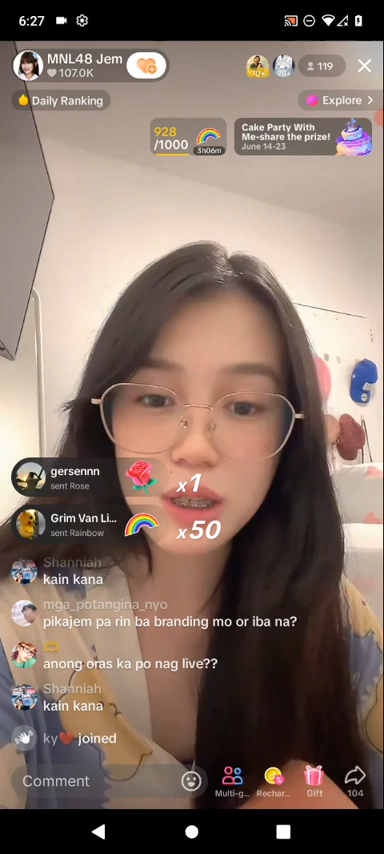 6:27
MNL48 Jem
107.0K
119
Daily Ranking
Explore
928
/1000
3h06m
Cake Party With
Me-share the prize!
June 14-23
gersennn
sent Rose
x1
Grim Van Li...
sent Rainbow
x50
Shanniah
kain kana
mga_potangina_nyo
pikajem pa rin ba branding mo or iba na?
anong oras ka po nag live??
Shanniah
kain kana
ky❤️ joined
Comment
Multi-g...
Rechar...
Gift
104